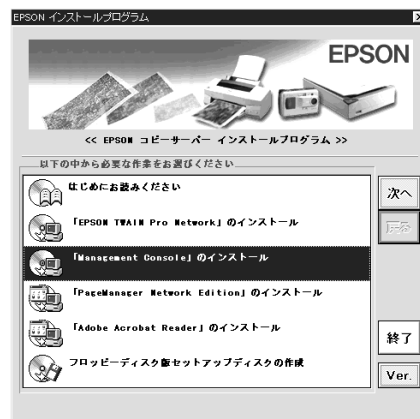 EPSON インストールプログラム
EPSON
<< EPSON コピーサーバー インストールプログラム >>
以下の中から必要な作業をお選びください
はじめにお読みください
「EPSON TWAIN Pro Network」のインストール
「Management Console」のインストール
「PageManager Network Edition」のインストール
「Adobe Acrobat Reader」のインストール
フロッピーディスク版セットアップディスクの作成
次へ
戻る
終了
Ver.